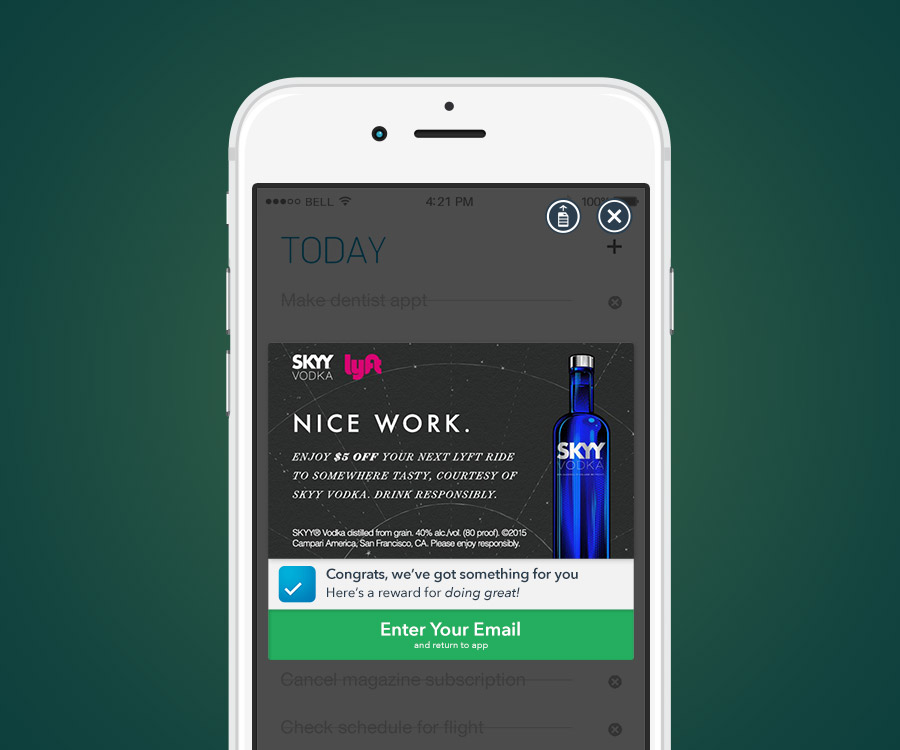 BELL 4:21 PM 100%
TODAY
Make dentist appt
SKYY
VODKA
lyft
NICE WORK.
ENJOY $5 OFF YOUR NEXT LYFT RIDE
TO SOMEWHERE TASTY, COURTESY OF
SKYY VODKA. DRINK RESPONSIBLY.
SKYY® Vodka distilled from grain. 40% alc./vol. (80 proof). ©2015
Campari America, San Francisco, CA. Please enjoy responsibly.
SKYY
VODKA
Congrats, we've got something for you
Here's a reward for doing great!
Enter Your Email
and return to app
Cancel magazine subscription
Check schedule for flight